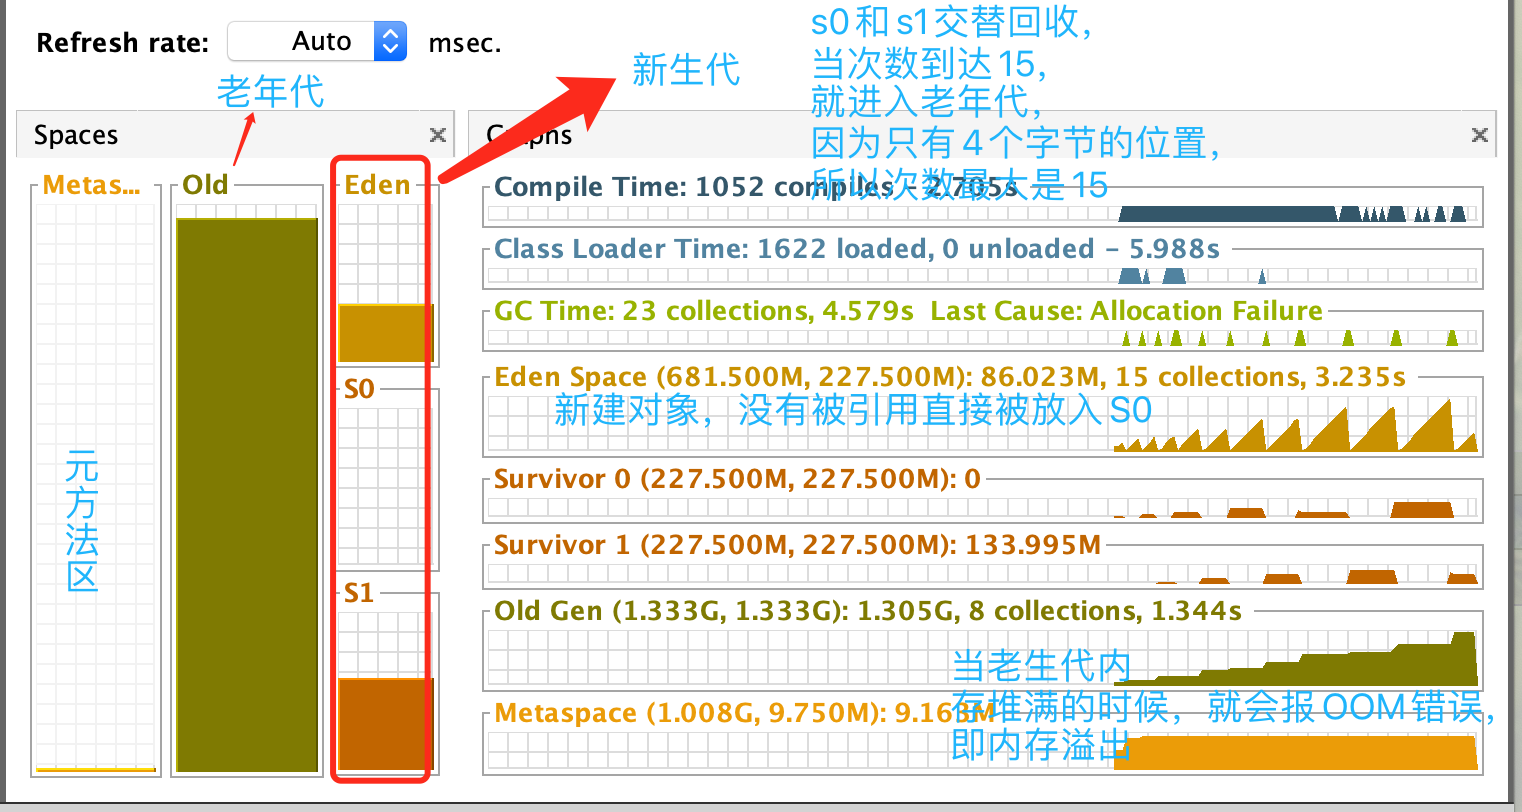 Refresh rate: Auto msec.
老年代
新生代
s0和s1交替回收，
当次数到达15，
就进入老年代，
因为只有4个字节的位置，
所以次数最大是15
Spaces
Graphs
Metas...
Old
Eden
S0
S1
元方法区
Compile Time: 1052 compiles - 2.705s
Class Loader Time: 1622 loaded, 0 unloaded - 5.988s
GC Time: 23 collections, 4.579s Last Cause: Allocation Failure
Eden Space (681.500M, 227.500M): 86.023M, 15 collections, 3.235s
新建对象，没有被引用直接被放入S0
Survivor 0 (227.500M, 227.500M): 0
Survivor 1 (227.500M, 227.500M): 133.995M
Old Gen (1.333G, 1.333G): 1.305G, 8 collections, 1.344s
当老生代内
存堆满的时候，就会报OOM错误，
即内存溢出
Metaspace (1.008G, 9.750M): 9.163M